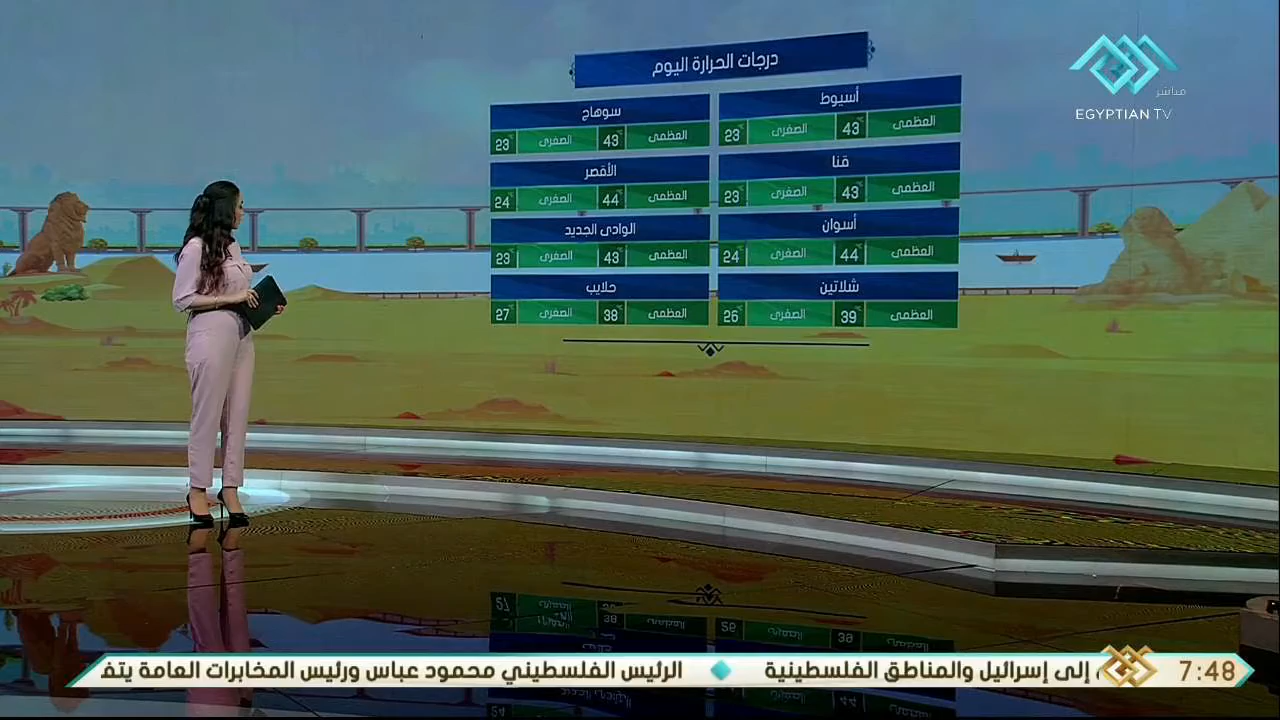 مباشر
EGYPTIAN TV
درجات الحرارة اليوم
أسيوط
العظمى 43 الصغرى 23
سوهاج
العظمى 43 الصغرى 23
قنا
العظمى 43 الصغرى 23
الأقصر
العظمى 44 الصغرى 24
أسوان
العظمى 44 الصغرى 24
الوادى الجديد
العظمى 43 الصغرى 23
شلاتين
العظمى 39 الصغرى 26
حلايب
العظمى 38 الصغرى 27
7:48
إلى إسرائيل والمناطق الفلسطينية الرئيس الفلسطيني محمود عباس ورئيس المخابرات العامة يتف